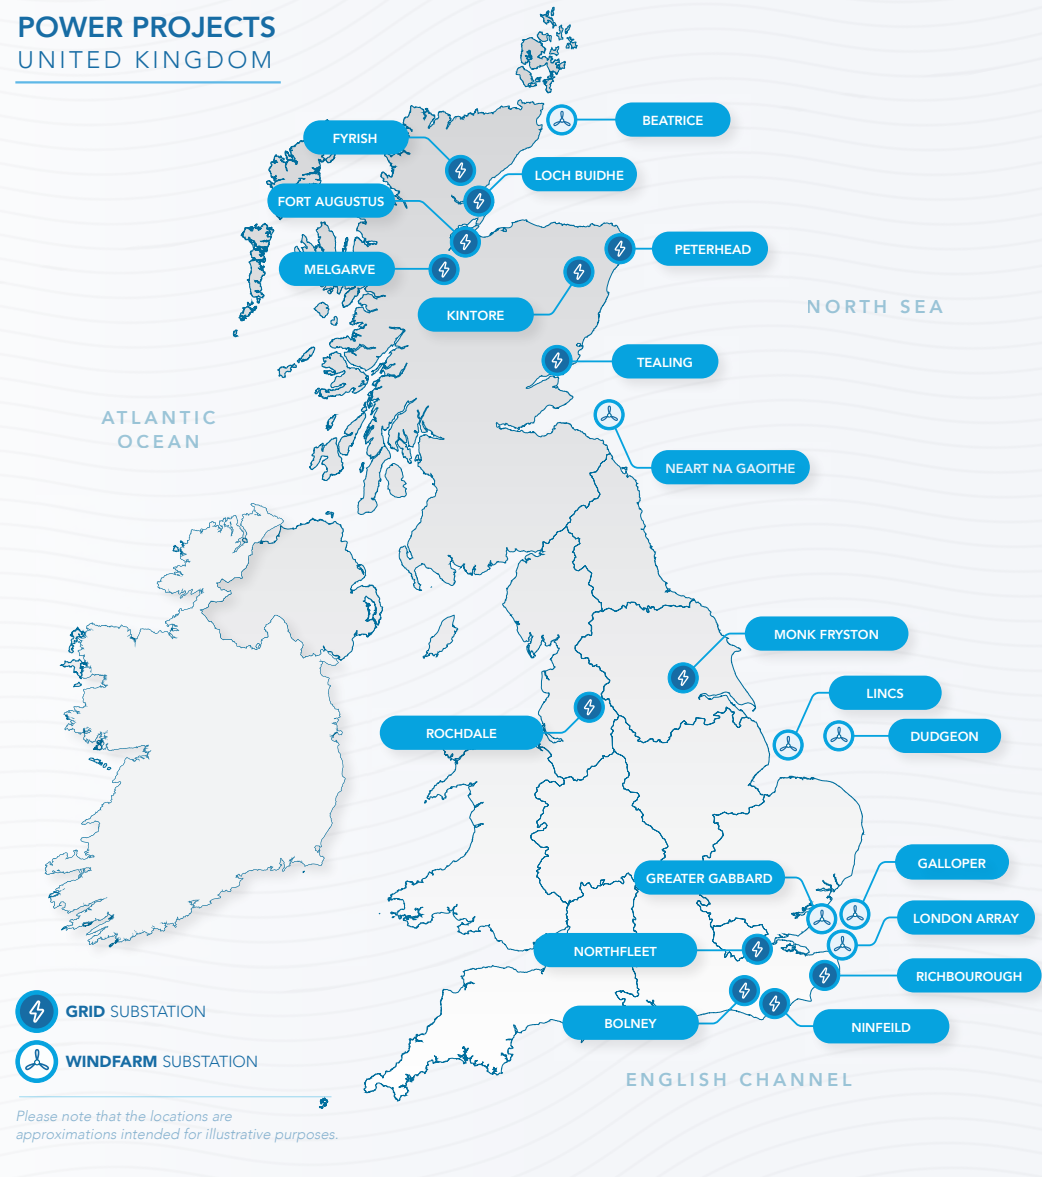 POWER PROJECTS
UNITED KINGDOM
BEATRICE
FYRISH
LOCH BUIDHE
FORT AUGUSTUS
PETERHEAD
MELGARVE
KINTORE
NORTH SEA
TEALING
ATLANTIC
OCEAN
NEART NA GAOITHE
MONK FRYSTON
LINCS
ROCHDALE
DUDGEON
GALLOPER
GREATER GABBARD
LONDON ARRAY
NORTHFLEET
RICHBOUROUGH
BOLNEY
NINFEILD
ENGLISH CHANNEL
GRID SUBSTATION
WINDFARM SUBSTATION
Please note that the locations are
approximations intended for illustrative purposes.